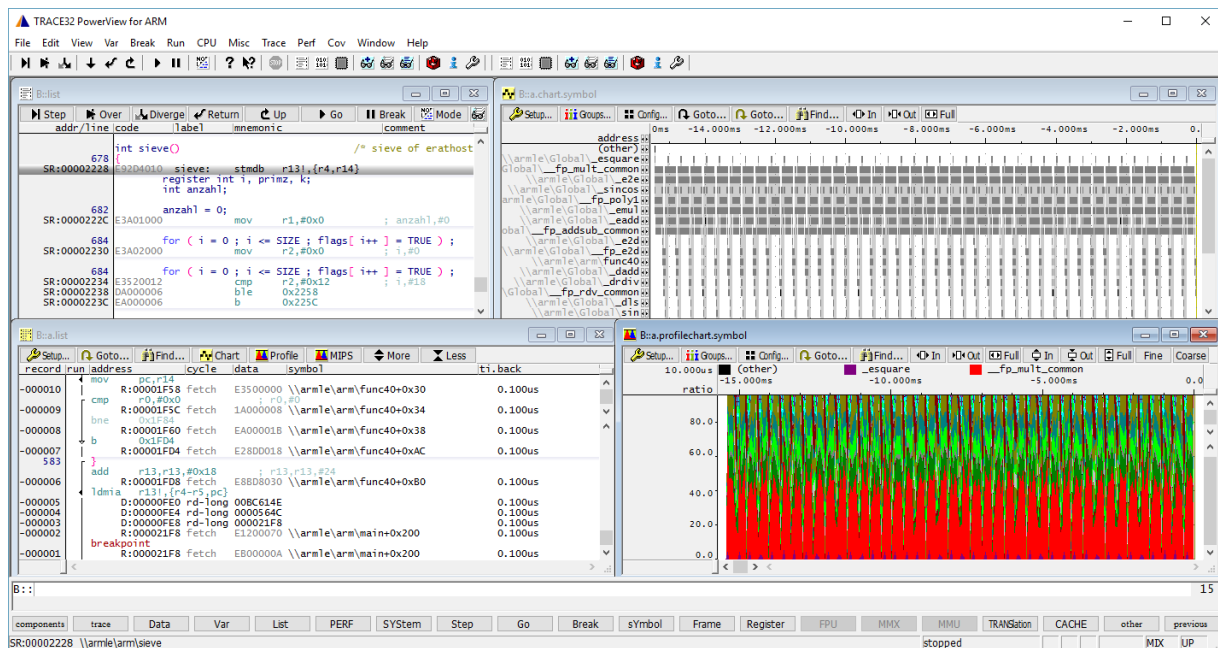 TRACE32 PowerView for ARM
File Edit View Var Break Run CPU Misc Trace Perf Cov Window Help
B::list
Step Over Diverge Return Up Go Break Mode
addr/line code label mnemonic comment
int sieve() /* sieve of erathost
678 {
SR:00002228 E92D4010 sieve: stmdb r13!,{r4,r14}
register int i, primz, k;
int anzahl;
682 anzahl = 0;
SR:0000222C E3A01000 mov r1,#0x0 ; anzahl,#0
684 for ( i = 0 ; i <= SIZE ; flags[ i++ ] = TRUE ) ;
SR:00002230 E3A02000 mov r2,#0x0 ; i,#0
684 for ( i = 0 ; i <= SIZE ; flags[ i++ ] = TRUE ) ;
SR:00002234 E3520012 cmp r2,#0x12 ; i,#18
SR:00002238 DA000006 ble 0x2258
SR:0000223C EA000006 b 0x225C
B::a.chart.symbol
Setup... Groups... Config... Goto... Goto... Find... In Out Full
0ms -14.000ms -12.000ms -10.000ms -8.000ms -6.000ms -4.000ms -2.000ms 0.
address
(other)
\\armle\Global\_esquare
Global\__fp_mult_common
\\armle\Global\_e2e
\\armle\Global\_sincos
armle\Global\__fp_poly1
\\armle\Global\_emul
\\armle\Global\_eadd
obal\__fp_addsub_common
\\armle\Global\_e2d
\\armle\Global\__fp_e2d
\\armle\arm\func40
\\armle\Global\_dadd
\\armle\Global\_drdiv
\Global\__fp_rdv_common
\\armle\Global\_dls
\\armle\Global\sin
B::a.list
Setup... Goto... Find... Chart Profile MIPS More Less
record run address cycle data symbol ti.back
mov pc,r14
-000010 R:00001F58 fetch E3500000 \\armle\arm\func40+0x30 0.100us
cmp r0,#0x0 ; r0,#0
-000009 R:00001F5C fetch 1A000008 \\armle\arm\func40+0x34 0.100us
bne 0x1F84
-000008 R:00001F60 fetch EA00001B \\armle\arm\func40+0x38 0.100us
b 0x1FD4
-000007 R:00001FD4 fetch E28DD018 \\armle\arm\func40+0xAC 0.100us
583 }
add r13,r13,#0x18 ; r13,r13,#24
-000006 R:00001FD8 fetch E8BD8030 \\armle\arm\func40+0xB0 0.100us
ldmia r13!,{r4-r5,pc}
-000005 D:00000FE0 rd-long 00BC614E 0.100us
-000004 D:00000FE4 rd-long 0000564C 0.100us
-000003 D:00000FE8 rd-long 000021F8 0.100us
-000002 R:000021F8 fetch E1200070 \\armle\arm\main+0x200 0.100us
breakpoint
-000001 R:000021F8 fetch EB00000A \\armle\arm\main+0x200 0.100us
B::a.profilechart.symbol
Setup... Groups... Config... Goto... Find... In Out Full In Out Full Fine Coarse
10.000us (other) _esquare __fp_mult_common
ratio -15.000ms -10.000ms -5.000ms 0.0
80.0
60.0
40.0
20.0
0.0
B:: 15
components trace Data Var List PERF SYStem Step Go Break sYmbol Frame Register FPU MMX MMU TRANSlation CACHE other previous
SR:00002228 \\armle\arm\sieve stopped MIX UP